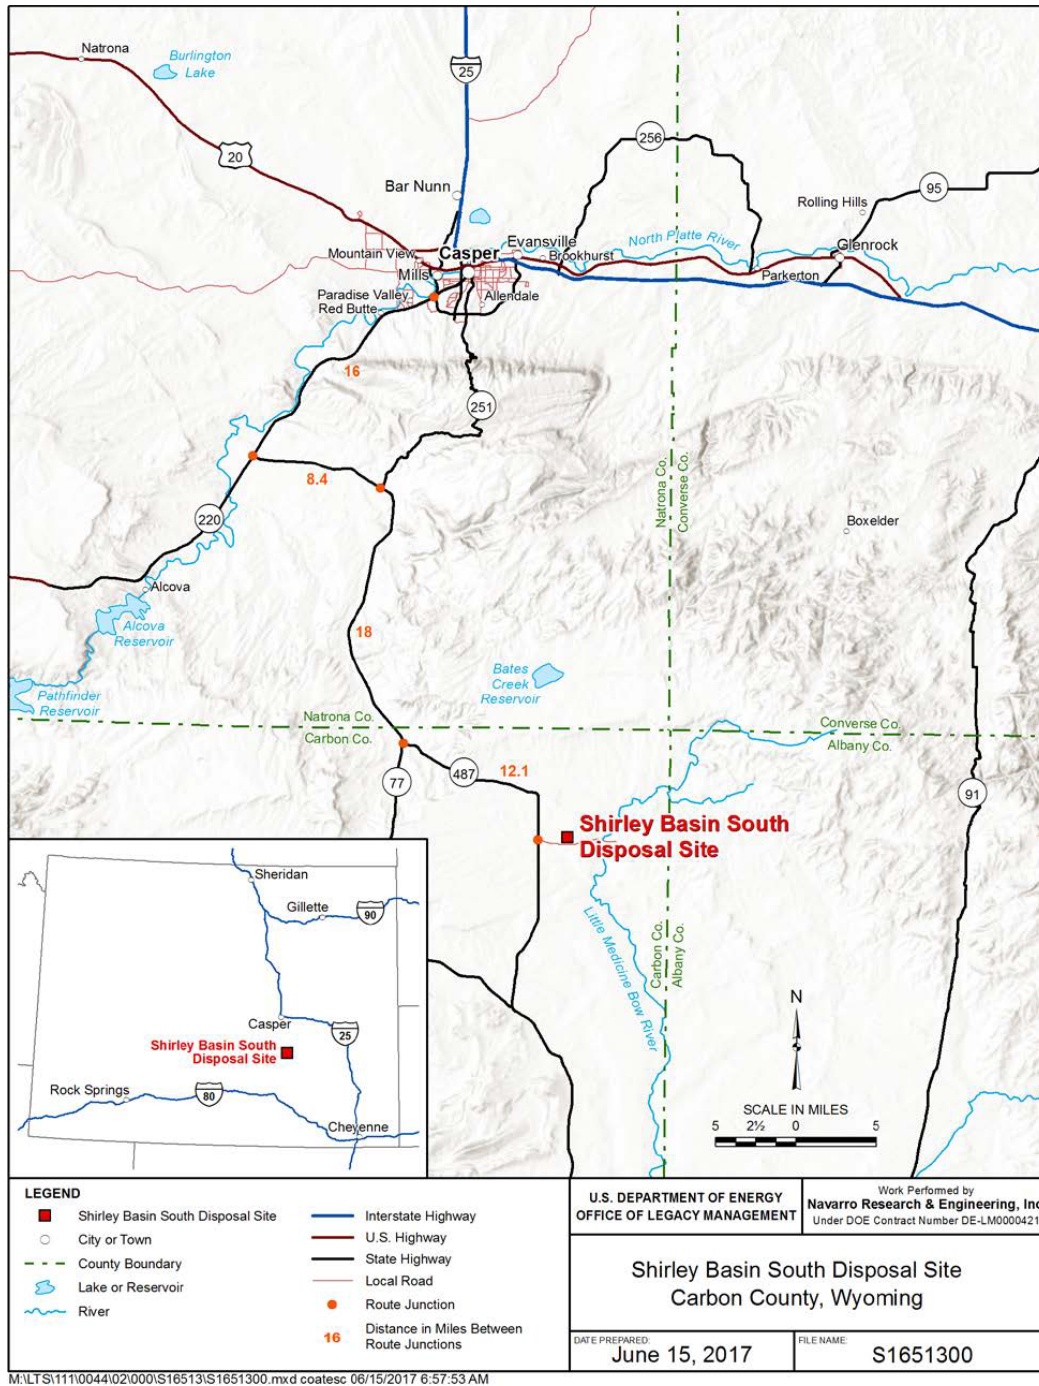 Natrona
Burlington
Lake
25
20
256
95
Bar Nunn
Rolling Hills
Mountain View
Casper
Evansville
Brookhurst
North Platte River
Glenrock
Mills
Parkerton
Paradise Valley
Red Butte
Allendale
16
251
8.4
220
Natrona Co.
Converse Co.
Boxelder
Alcova
Alcova
Reservoir
18
Bates
Creek
Reservoir
Pathfinder
Reservoir
Natrona Co.
Carbon Co.
Converse Co.
Albany Co.
77
487
12.1
91
Shirley Basin South
Disposal Site
Little Medicine Bow River
Carbon Co.
Albany Co.
N
SCALE IN MILES
5 2½ 0 5
Sheridan
Gillette
90
Casper
25
Shirley Basin South
Disposal Site
Rock Springs
80
Cheyenne
LEGEND
Shirley Basin South Disposal Site
City or Town
County Boundary
Lake or Reservoir
River
Interstate Highway
U.S. Highway
State Highway
Local Road
Route Junction
16 Distance in Miles Between
Route Junctions
U.S. DEPARTMENT OF ENERGY
OFFICE OF LEGACY MANAGEMENT
Work Performed by
Navarro Research & Engineering, Inc
Under DOE Contract Number DE-LM0000421
Shirley Basin South Disposal Site
Carbon County, Wyoming
DATE PREPARED:
June 15, 2017
FILE NAME:
S1651300
M:\LTS\111\0044\02\000\S16513\S1651300.mxd coatesc 06/15/2017 6:57:53 AM